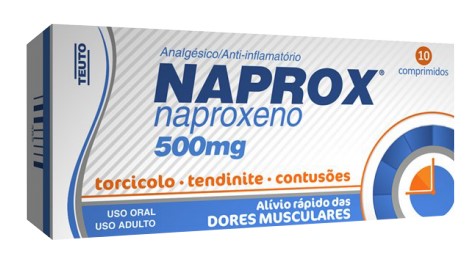 TEUTO
Analgésico/Anti-inflamatório
NAPROX®
naproxeno
500mg
10
comprimidos
torcicolo • tendinite • contusões
USO ORAL
USO ADULTO
Alívio rápido das
DORES MUSCULARES